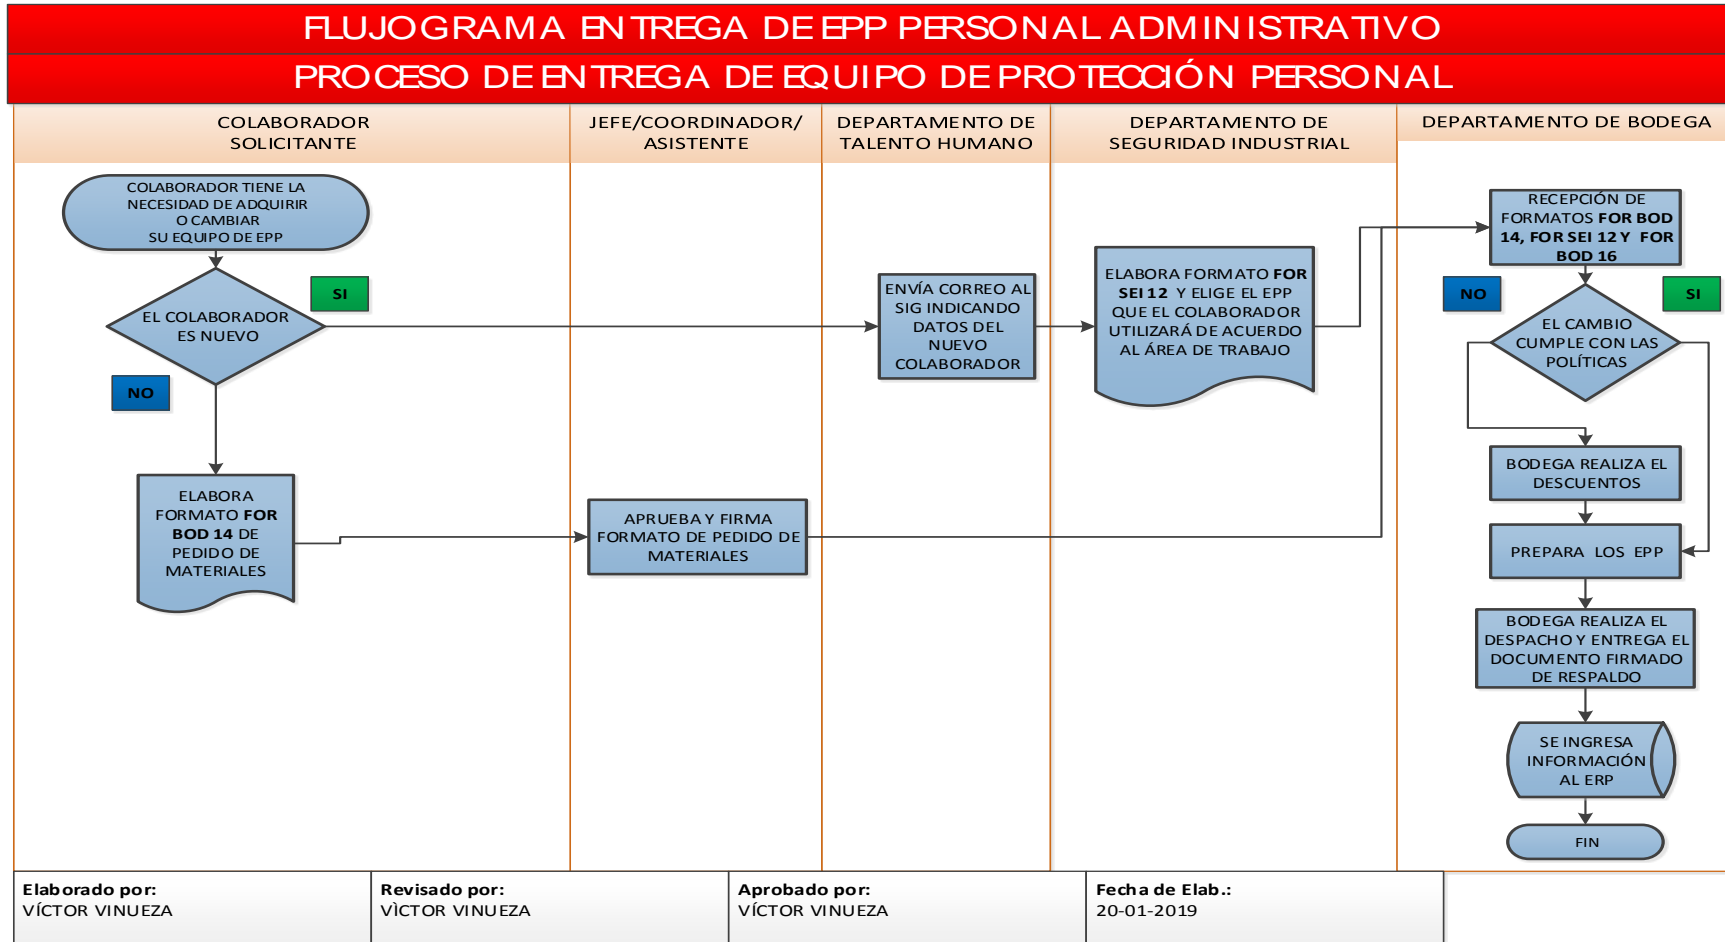 FLUJOGRAMA ENTREGA DE EPP PERSONAL ADMINISTRATIVO
PROCESO DE ENTREGA DE EQUIPO DE PROTECCIÓN PERSONAL
COLABORADOR
SOLICITANTE
JEFE/COORDINADOR/
ASISTENTE
DEPARTAMENTO DE
TALENTO HUMANO
DEPARTAMENTO DE
SEGURIDAD INDUSTRIAL
DEPARTAMENTO DE BODEGA
COLABORADOR TIENE LA
NECESIDAD DE ADQUIRIR
O CAMBIAR
SU EQUIPO DE EPP
SI
EL COLABORADOR
ES NUEVO
NO
ELABORA
FORMATO FOR
BOD 14 DE
PEDIDO DE
MATERIALES
APRUEBA Y FIRMA
FORMATO DE PEDIDO DE
MATERIALES
ENVÍA CORREO AL
SIG INDICANDO
DATOS DEL
NUEVO
COLABORADOR
ELABORA FORMATO FOR
SEI 12 Y ELIGE EL EPP
QUE EL COLABORADOR
UTILIZARÁ DE ACUERDO
AL ÁREA DE TRABAJO
RECEPCIÓN DE
FORMATOS FOR BOD
14, FOR SEI 12 Y FOR
BOD 16
NO
SI
EL CAMBIO
CUMPLE CON LAS
POLÍTICAS
BODEGA REALIZA EL
DESCUENTOS
PREPARA LOS EPP
BODEGA REALIZA EL
DESPACHO Y ENTREGA EL
DOCUMENTO FIRMADO
DE RESPALDO
SE INGRESA
INFORMACIÓN
AL ERP
FIN
Elaborado por:
VÍCTOR VINUEZA
Revisado por:
VÌCTOR VINUEZA
Aprobado por:
VÍCTOR VINUEZA
Fecha de Elab.:
20-01-2019